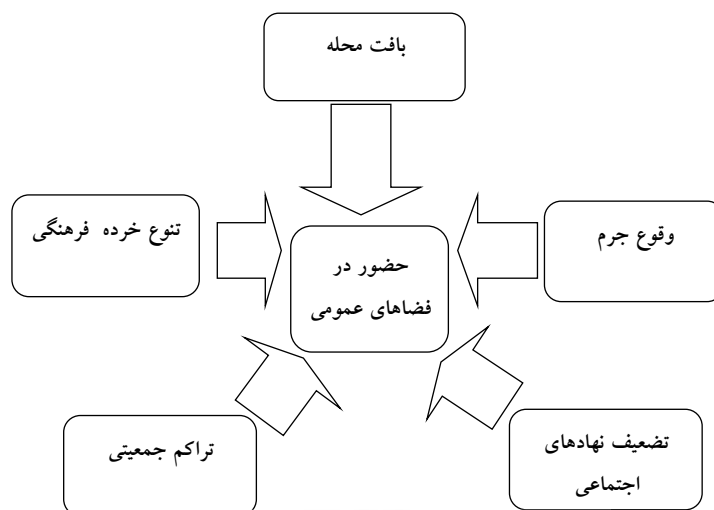 بافت محله
وقوع جرم
تنوع خرده فرهنگی
حضور در
فضاهای عمومی
تضعیف نهادهای
اجتماعی
تراکم جمعیتی